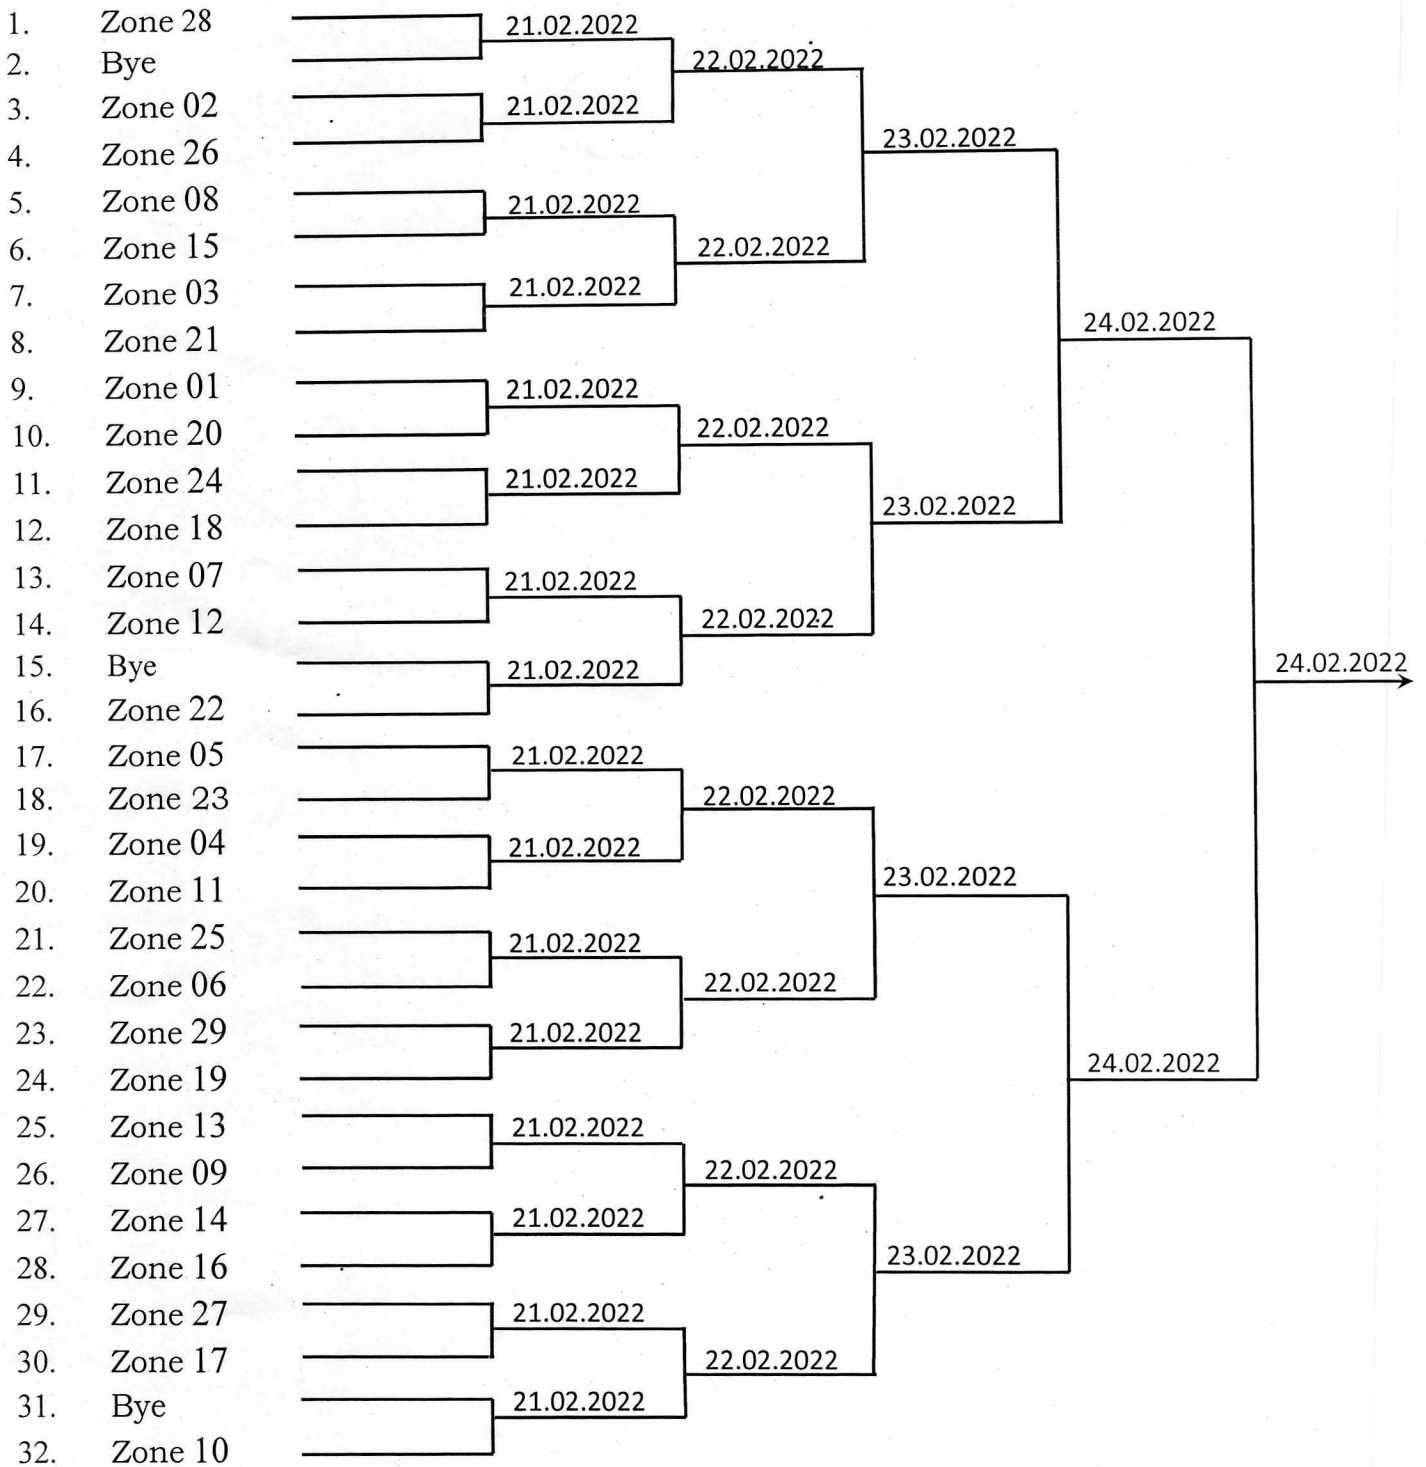 1. Zone 28 21.02.2022
22.02.2022
2. Bye
3. Zone 02 21.02.2022
23.02.2022
4. Zone 26
5. Zone 08 21.02.2022
6. Zone 15 22.02.2022
7. Zone 03 21.02.2022
24.02.2022
8. Zone 21
9. Zone 01 21.02.2022
10. Zone 20 22.02.2022
11. Zone 24 21.02.2022
23.02.2022
12. Zone 18
13. Zone 07 21.02.2022
14. Zone 12 22.02.2022
15. Bye 21.02.2022 24.02.2022
16. Zone 22
17. Zone 05 21.02.2022
18. Zone 23 22.02.2022
19. Zone 04 21.02.2022
23.02.2022
20. Zone 11
21. Zone 25 21.02.2022
22. Zone 06 22.02.2022
23. Zone 29 21.02.2022
24.02.2022
24. Zone 19
25. Zone 13 21.02.2022
26. Zone 09 22.02.2022
27. Zone 14 21.02.2022
23.02.2022
28. Zone 16
29. Zone 27 21.02.2022
30. Zone 17 22.02.2022
31. Bye 21.02.2022
32. Zone 10